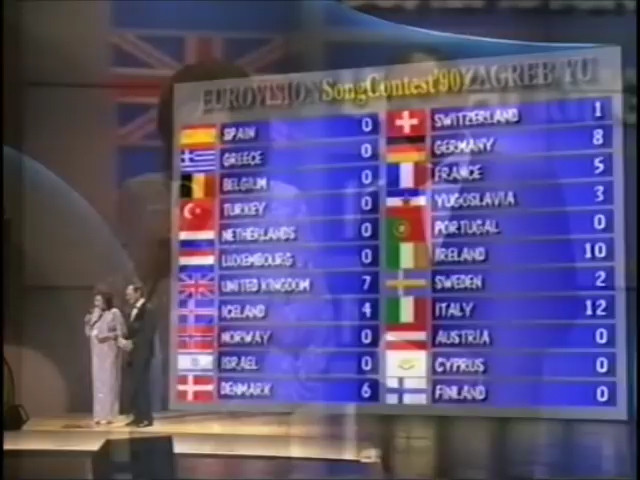 EUROVISION SongContest'90 ZAGREB YU
SPAIN 0
GREECE 0
BELGIUM 0
TURKEY 0
NETHERLANDS 0
LUXEMBOURG 0
UNITED KINGDOM 7
ICELAND 4
NORWAY 0
ISRAEL 0
DENMARK 6
SWITZERLAND 1
GERMANY 8
FRANCE 5
YUGOSLAVIA 3
PORTUGAL 0
IRELAND 10
SWEDEN 2
ITALY 12
AUSTRIA 0
CYPRUS 0
FINLAND 0